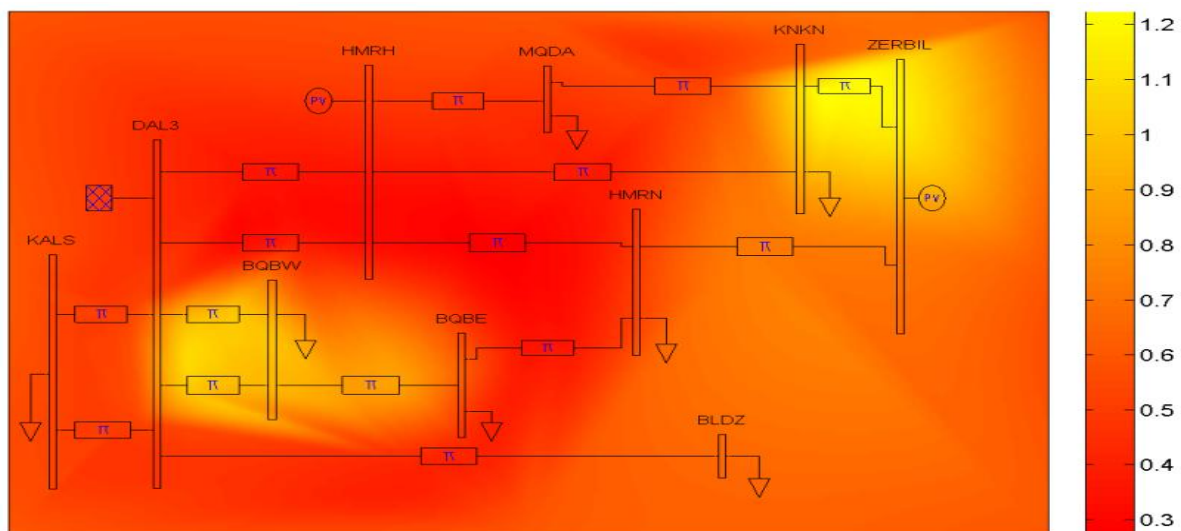 KNKN
ZERBIL
HMRH
MQDA
1.2
π
π
1.1
PV
π
DAL3
1
π
π
HMRN
0.9
PV
KALS
π
π
π
0.8
BQBW
π
π
BQBE
0.7
π
π
π
0.6
BLDZ
π
0.5
π
0.4
0.3